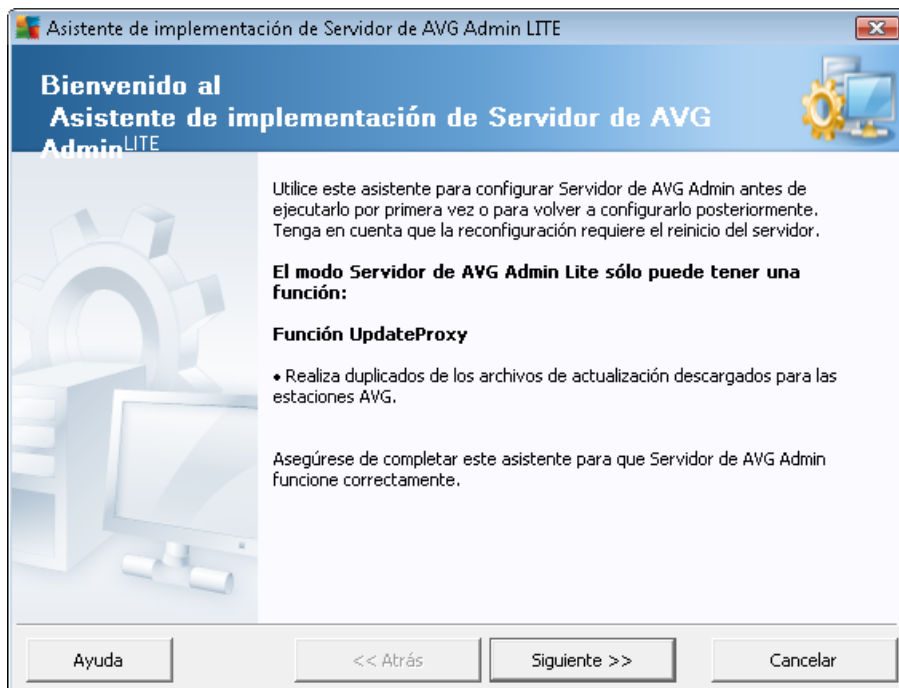 Asistente de implementación de Servidor de AVG Admin LITE
Bienvenido al
Asistente de implementación de Servidor de AVG
AdminLITE
Utilice este asistente para configurar Servidor de AVG Admin antes de
ejecutarlo por primera vez o para volver a configurarlo posteriormente.
Tenga en cuenta que la reconfiguración requiere el reinicio del servidor.
El modo Servidor de AVG Admin Lite sólo puede tener una
función:
Función UpdateProxy
• Realiza duplicados de los archivos de actualización descargados para las
estaciones AVG.
Asegúrese de completar este asistente para que Servidor de AVG Admin
funcione correctamente.
Ayuda
<< Atrás
Siguiente >>
Cancelar